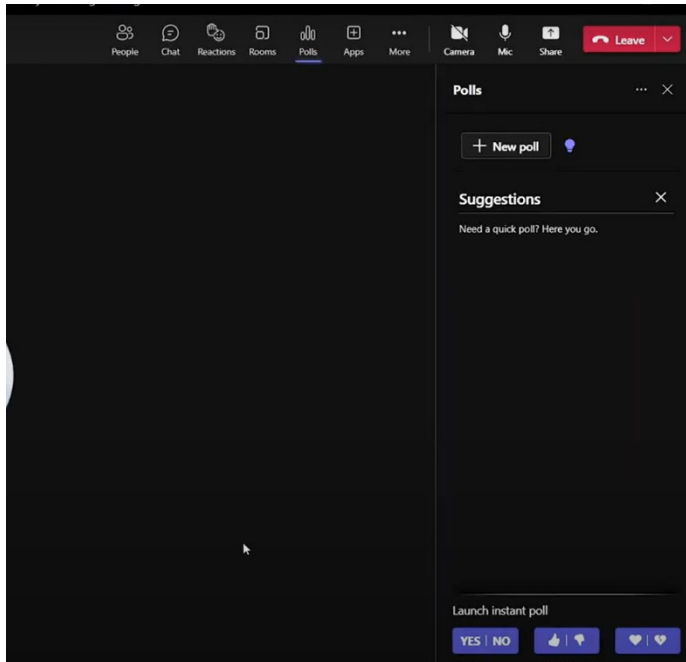 People Chat Reactions Rooms Polls Apps More Camera Mic Share Leave
Polls
New poll
Suggestions
Need a quick poll? Here you go.
Launch instant poll
YES | NO